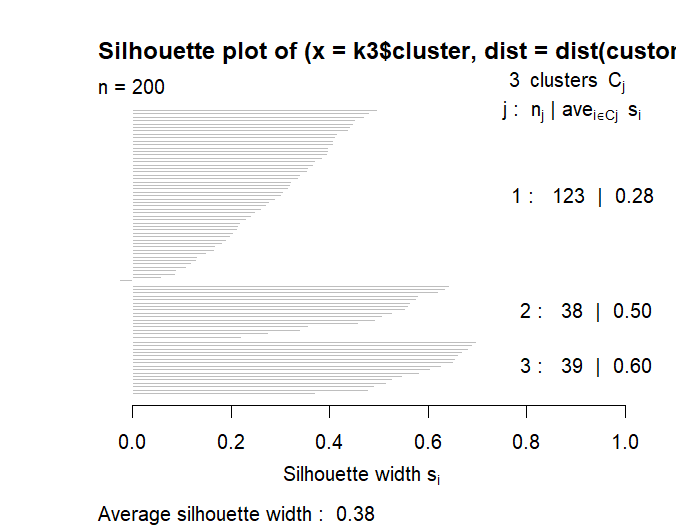 Silhouette plot of (x = k3$cluster, dist = dist(custor
n = 200
3 clusters Cj
j : nj | avei∈Cj si
1 : 123 | 0.28
2 : 38 | 0.50
3 : 39 | 0.60
0.0 0.2 0.4 0.6 0.8 1.0
Silhouette width si
Average silhouette width : 0.38